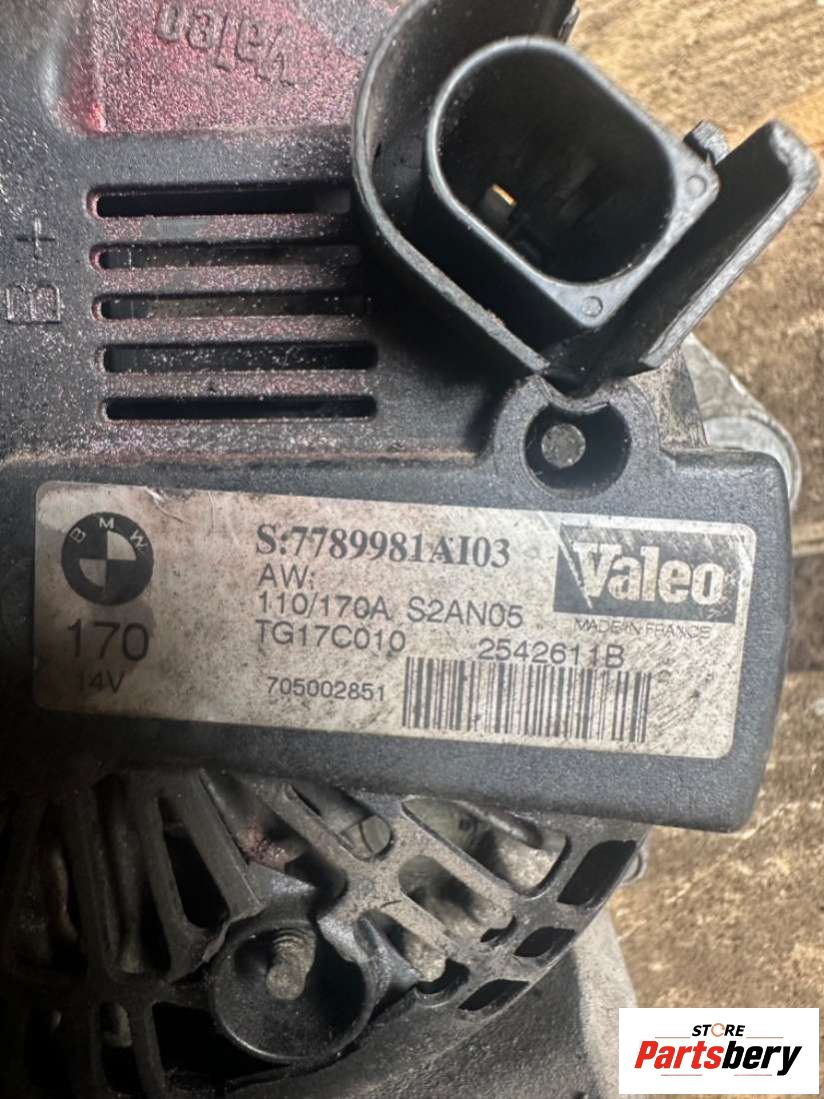 Valeo
B+
BMW
S:7789981AI03
AW:
110/170A S2AN05
TG17C010 2542611B
170
14V
705002851
Valeo
MADE IN FRANCE
STORE
Partsbery